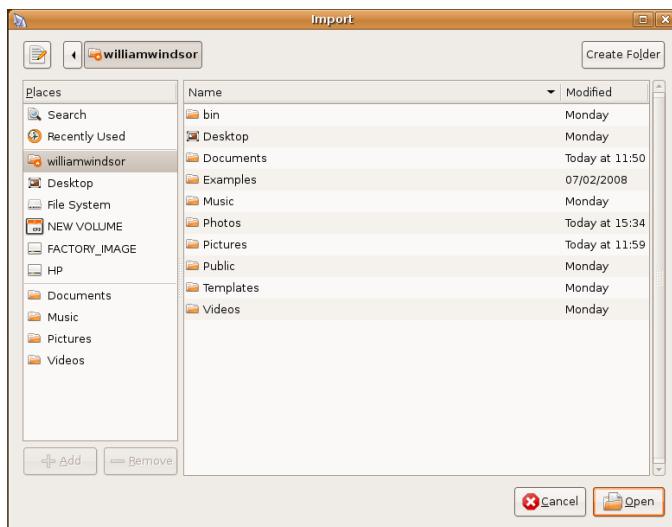 Import
williamwindsor
Create Folder
Places
Search
Recently Used
williamwindsor
Desktop
File System
NEW VOLUME
FACTORY_IMAGE
HP
Documents
Music
Pictures
Videos
Add
Remove
Name Modified
bin Monday
Desktop Monday
Documents Today at 11:50
Examples 07/02/2008
Music Monday
Photos Today at 15:34
Pictures Today at 11:59
Public Monday
Templates Monday
Videos Monday
Cancel
Open